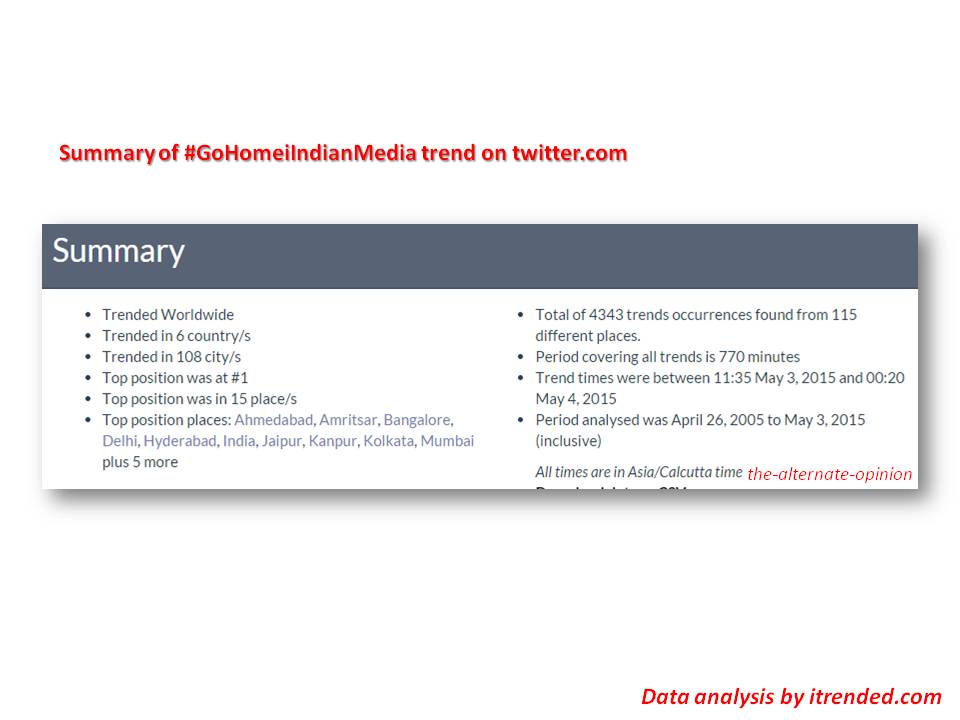 Summary of #GoHomeiIndianMedia trend on twitter.com
Summary
• Trended Worldwide
• Trended in 6 country/s
• Trended in 108 city/s
• Top position was at #1
• Top position was in 15 place/s
• Top position places: Ahmedabad, Amritsar, Bangalore,
Delhi, Hyderabad, India, Jaipur, Kanpur, Kolkata, Mumbai
plus 5 more
• Total of 4343 trends occurrences found from 115
different places.
• Period covering all trends is 770 minutes
• Trend times were between 11:35 May 3, 2015 and 00:20
May 4, 2015
• Period analysed was April 26, 2005 to May 3, 2015
(inclusive)
All times are in Asia/Calcutta time
the-alternate-opinion
Data analysis by itrended.com